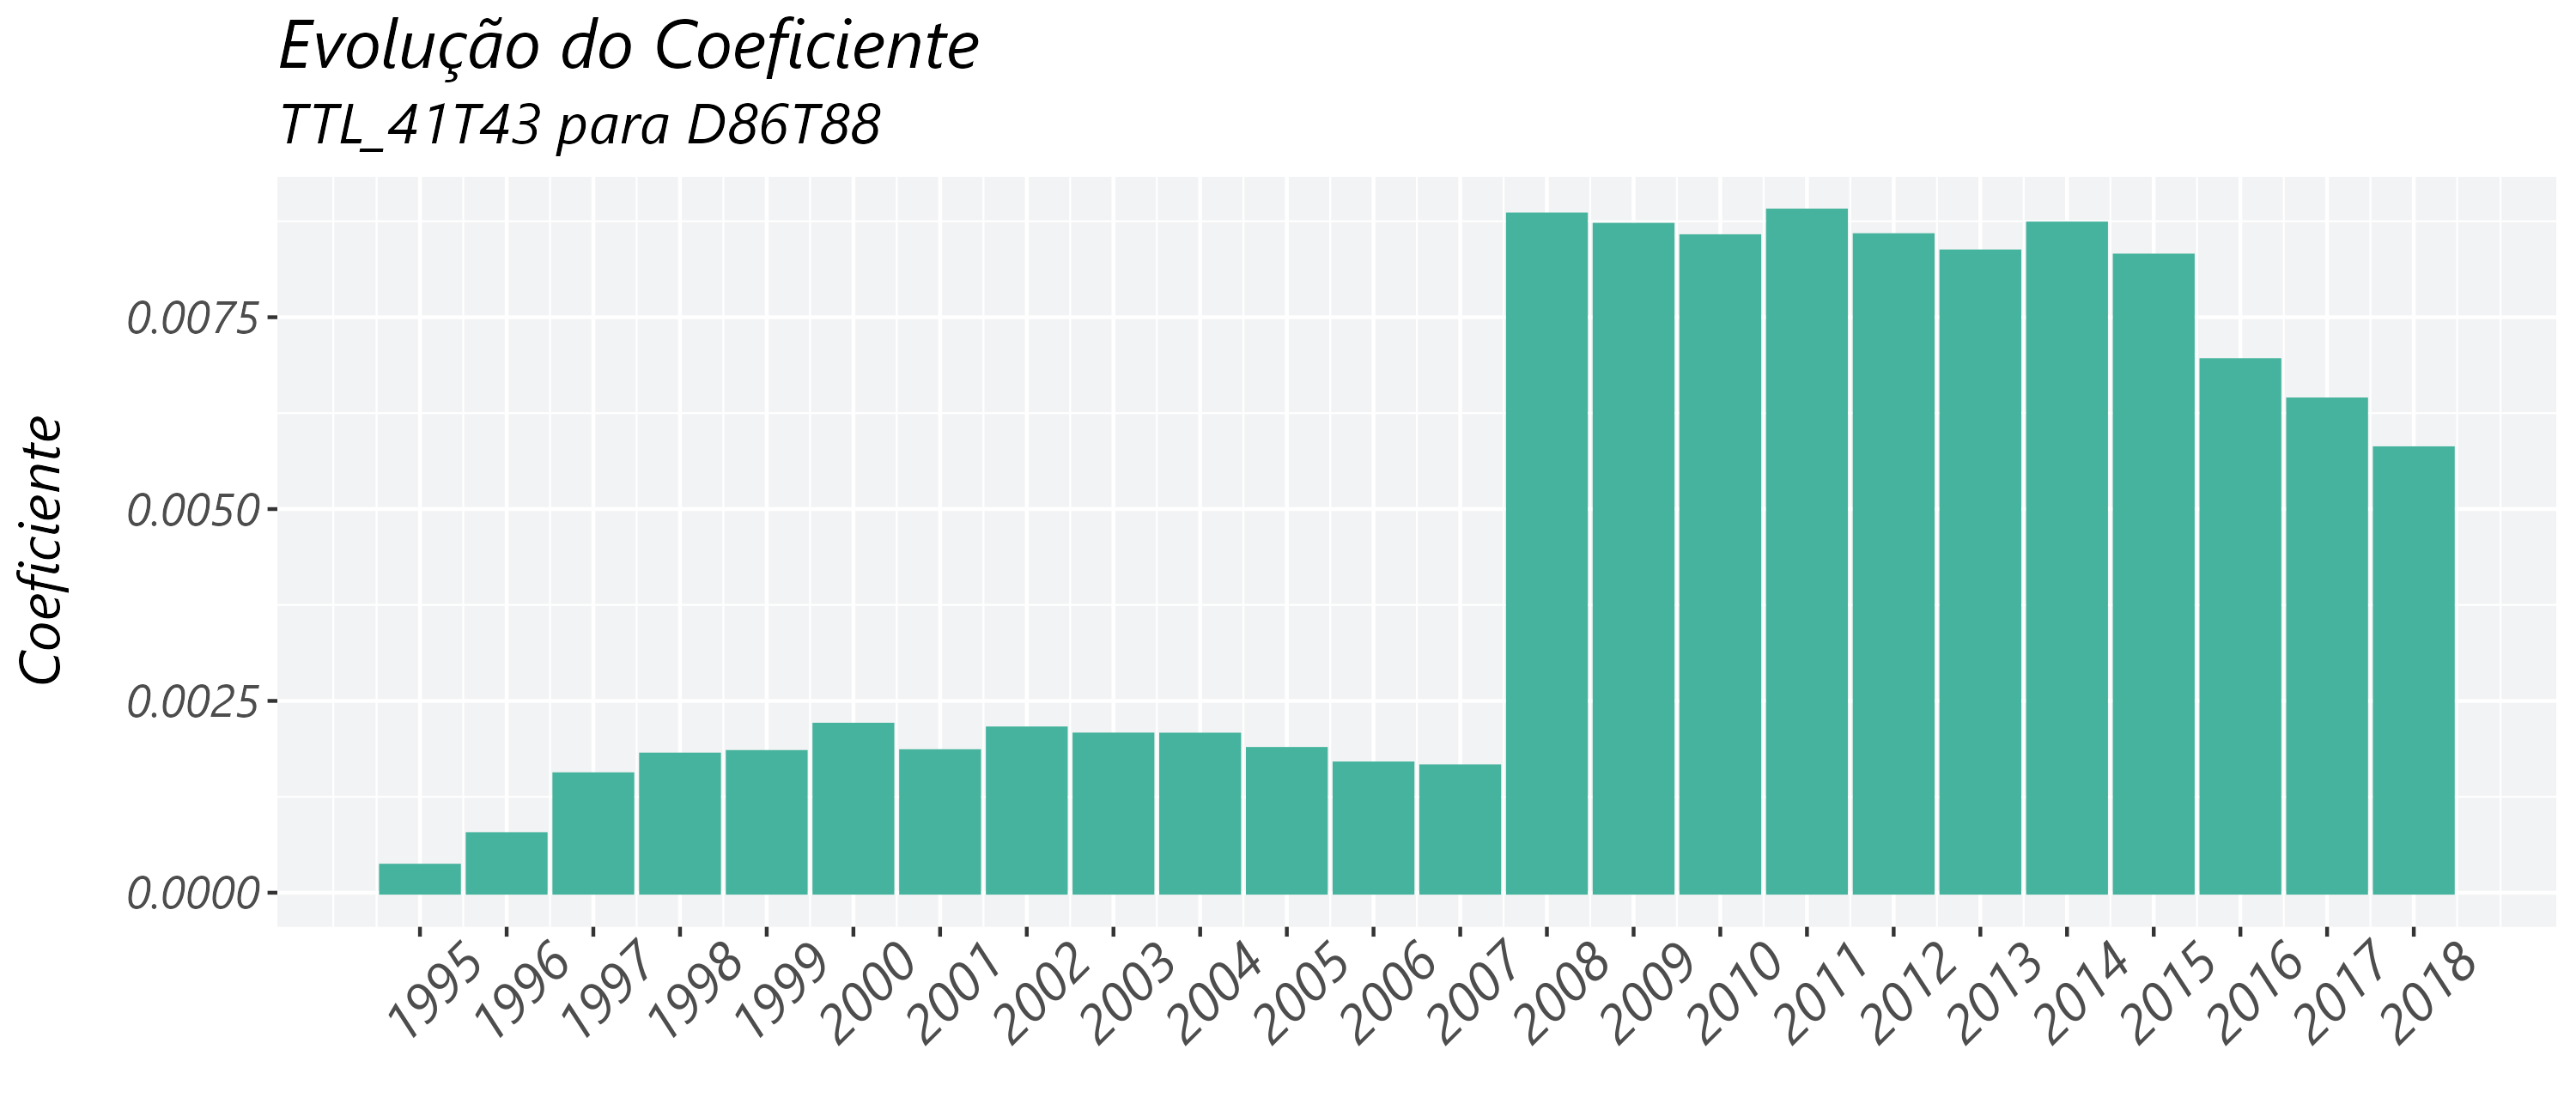 Evolução do Coeficiente
TTL_41T43 para D86T88
Coeficiente
0.0075
0.0050
0.0025
0.0000
1995 1996 1997 1998 1999 2000 2001 2002 2003 2004 2005 2006 2007 2008 2009 2010 2011 2012 2013 2014 2015 2016 2017 2018